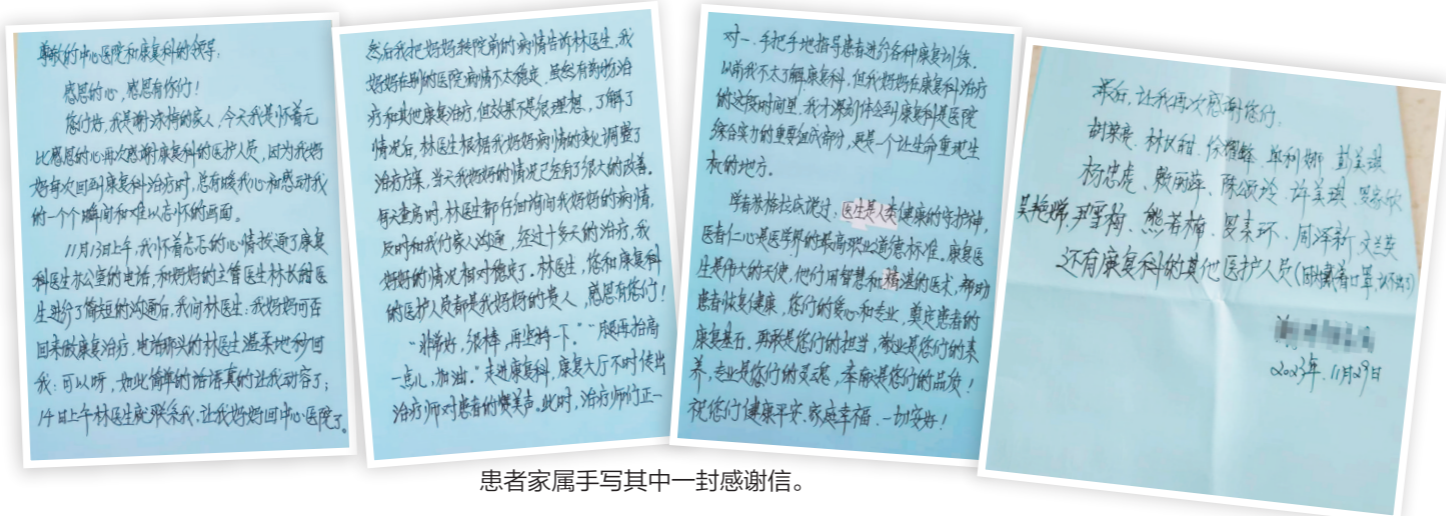 尊敬的中心医院和康复科的领导:
感恩的心,感恩有你们!
您们好,我是谢泳梅的家人,今天我是怀着无
比感恩的心再次感谢康复科的医护人员,因为我妈
妈每次回到康复科治疗时,总有暖我心和感动我
的一个个瞬间和难以忘怀的画面。
11月13日上午,我怀着忐忑的心情拨通了康复
科医生办公室的电话,和妈妈的主管医生林长甜医
生进行了简短的沟通后,我问林医生:我妈妈可否
回来做康复治疗,电话那头的林医生温柔地秒回
我:可以呀,如此简单的话语真的让我动容了;
14日上午林医生就联系我,让我妈妈回中心医院了。
然后我把妈妈转院前的病情告诉林医生,我
妈妈在别的医院病情不太稳定,虽然有药物治
疗和其他康复治疗,但效果不是很理想,了解了
情况后,林医生根据我妈妈病情的变化调整了
治疗方案,当天我妈妈的情况已经有了很大的改善。
每天查房时,林医生都仔细询问我妈妈的病情,
及时和我们家人沟通,经过十多天的治疗,我
妈妈的情况相对稳定了。林医生,您和康复科
的医护人员都是我妈妈的贵人,感恩有您们!
“非常好,很棒,再坚持一下。”“腿再抬高
一点儿,加油。”走进康复科,康复大厅不时传出
治疗师对患者的赞美声。此时,治疗师们正一
对一、手把手地指导患者进行各种康复训练。
以前我不太了解康复科,但我妈妈在康复科治疗
的这段时间里,我才深刻体会到康复科是医院
综合实力的重要组成部分,更是一个让生命重现生
机的地方。
学者苏格拉底说过,医生是人类健康的守护神,
医者仁心是医学界的最高职业道德标准。康复医
生是伟大的天使,他们用智慧和精湛的医术,帮助
患者恢复健康,您们的爱心和专业,奠定患者的
康复基石。奔赴是您们的担当,敬业是您们的素
养,专业是您们的灵魂,奉献是您们的品质!
祝您们健康平安、家庭幸福、一切安好!
最后,让我再次感谢您们,
胡荣亮、林长甜、徐耀蜂、单利娜、彭美琪
杨忠虎、赖雨萍、陈颂玲、许美琪、
吴艳娣、尹雪梅、熊若楠、罗素环、周泽新、文兰英
还有康复科的其他医护人员(因为戴着口罩,认不出了)
2023年.11月29日
患者家属手写其中一封感谢信。